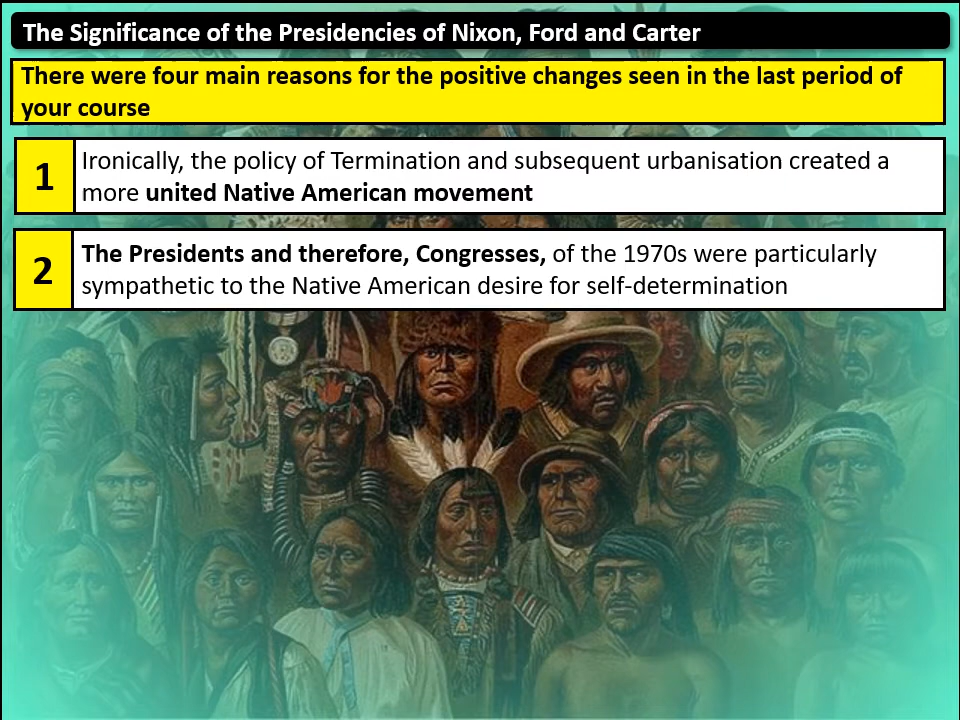 The Significance of the Presidencies of Nixon, Ford and Carter
There were four main reasons for the positive changes seen in the last period of
your course
1
Ironically, the policy of Termination and subsequent urbanisation created a
more united Native American movement
2
The Presidents and therefore, Congresses, of the 1970s were particularly
sympathetic to the Native American desire for self-determination